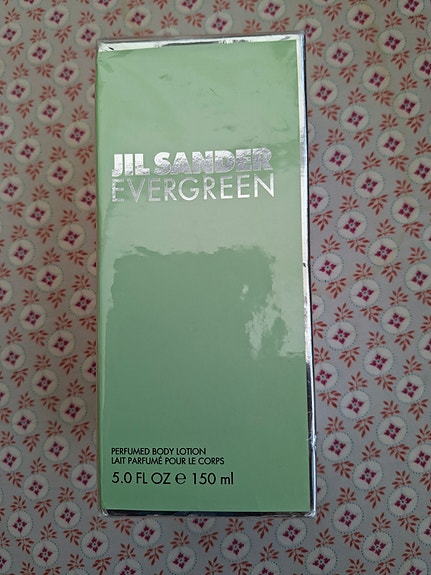 JIL SANDER
EVERGREEN
PERFUMED BODY LOTION
LAIT PARFUMÉ POUR LE CORPS
5.0 FL OZ ℮ 150 ml